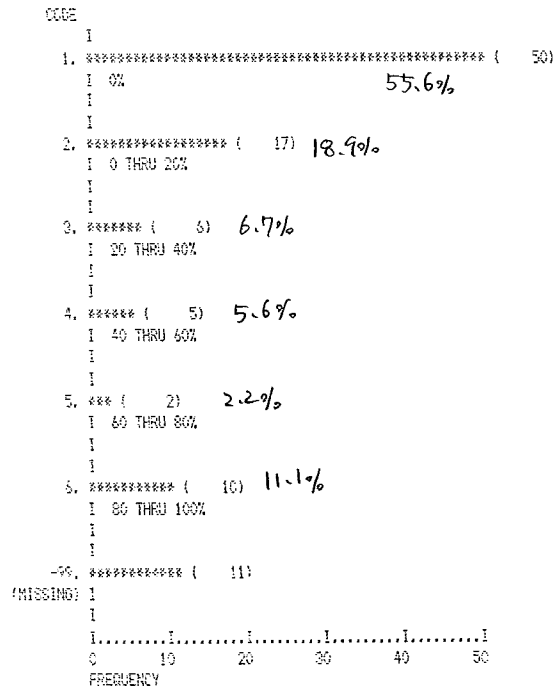 CODE
I
1. ************************************************** ( 50)
I 0% 55.6%
I
I
2. ****************** ( 17) 18.9%
I 0 THRU 20%
I
I
3. ******* ( 6) 6.7%
I 20 THRU 40%
I
I
4. ****** ( 5) 5.6%
I 40 THRU 60%
I
I
5. *** ( 2) 2.2%
I 60 THRU 80%
I
I
6. *********** ( 10) 11.1%
I 80 THRU 100%
I
I
-99. ************ ( 11)
(MISSING) I
I
I.........I.........I.........I.........I.........I
0 10 20 30 40 50
FREQUENCY